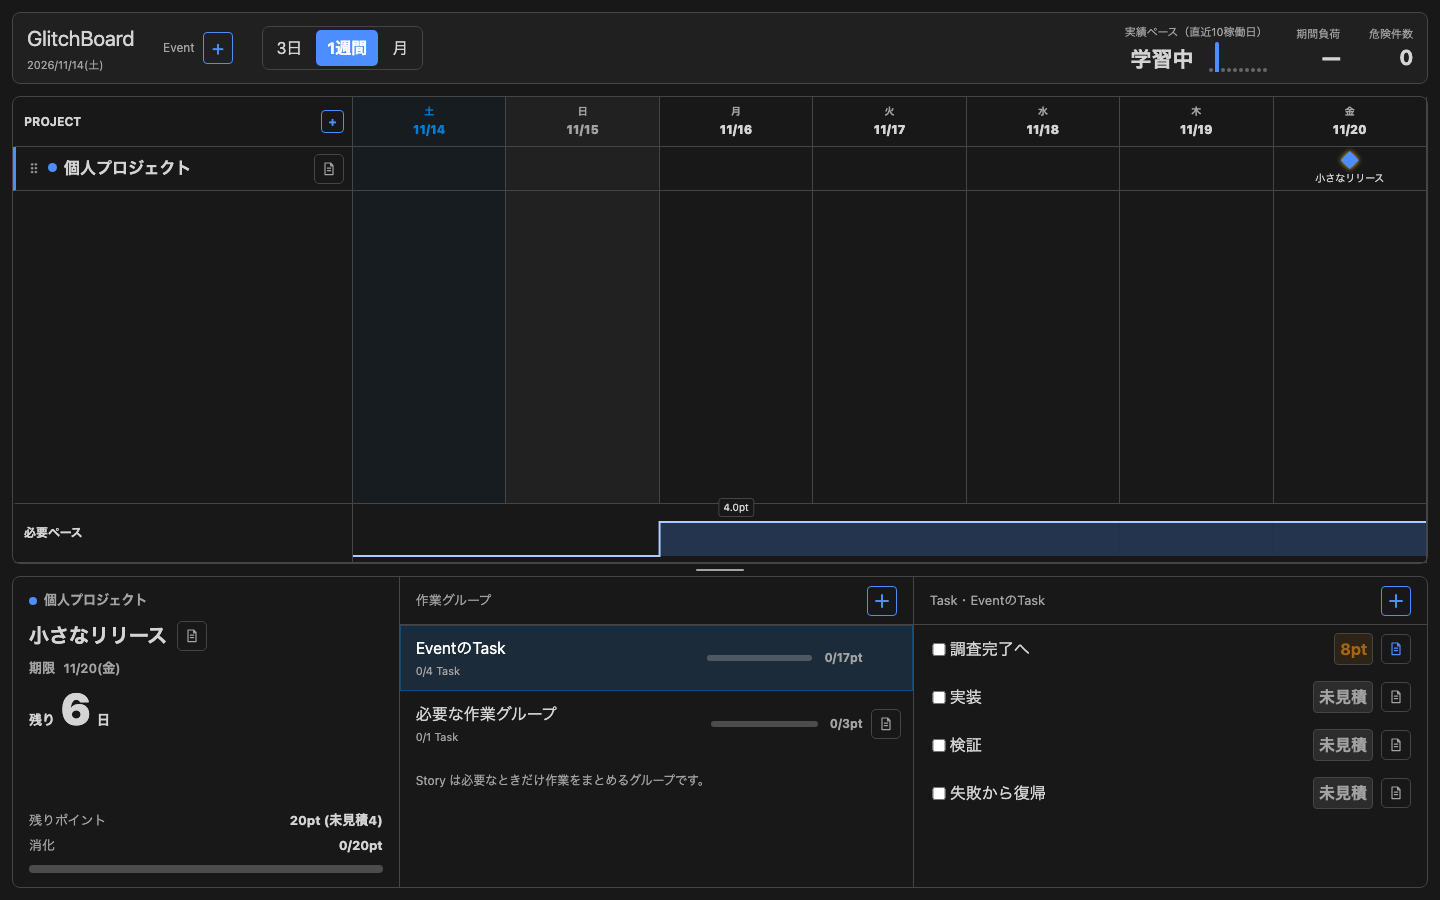 GlitchBoard
2026/11/14(土)
Event
+
3日
1週間
月
実績ペース（直近10稼働日）
学習中
期間負荷
—
危険件数
0
PROJECT
+
土
11/14
日
11/15
月
11/16
火
11/17
水
11/18
木
11/19
金
11/20
個人プロジェクト
小さなリリース
必要ペース
4.0pt
個人プロジェクト
小さなリリース
期限 11/20(金)
残り 6 日
残りポイント 20pt (未見積4)
消化 0/20pt
作業グループ
+
EventのTask
0/4 Task
0/17pt
必要な作業グループ
0/1 Task
0/3pt
Story は必要なときだけ作業をまとめるグループです。
Task・EventのTask
+
調査完了へ 8pt
実装 未見積
検証 未見積
失敗から復帰 未見積